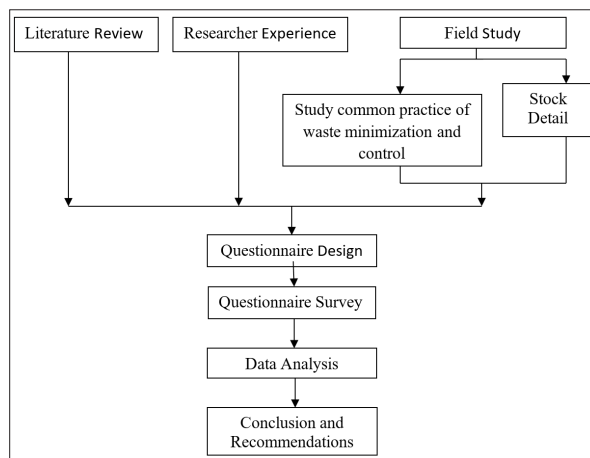 Literature Review
Researcher Experience
Field Study
Study common practice of
waste minimization and
control
Stock
Detail
Questionnaire Design
Questionnaire Survey
Data Analysis
Conclusion and
Recommendations